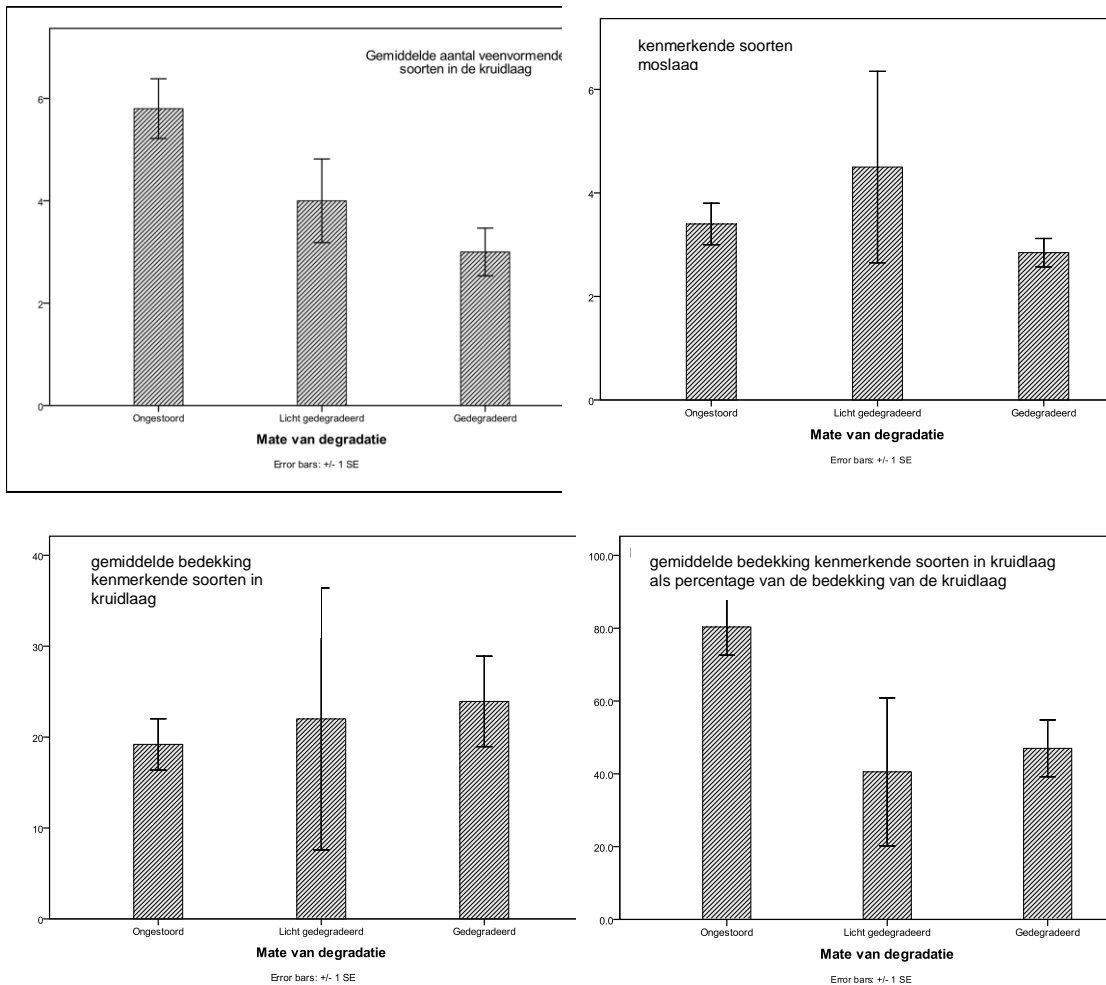 Gemiddelde aantal veenvormende
soorten in de kruidlaag
6
4
2
0
Ongestoord Licht gedegradeerd Gedegradeerd
Mate van degradatie
Error bars: +/- 1 SE
kenmerkende soorten
moslaag
6
4
2
0
Ongestoord Licht gedegradeerd Gedegradeerd
Mate van degradatie
Error bars: +/- 1 SE
gemiddelde bedekking
kenmerkende soorten in
kruidlaag
40
30
20
10
0
Ongestoord Licht gedegradeerd Gedegradeerd
Mate van degradatie
Error bars: +/- 1 SE
gemiddelde bedekking kenmerkende soorten in kruidlaag
als percentage van de bedekking van de kruidlaag
100.0
80.0
60.0
40.0
20.0
0.0
Ongestoord Licht gedegradeerd Gedegradeerd
Mate van degradatie
Error bars: +/- 1 SE